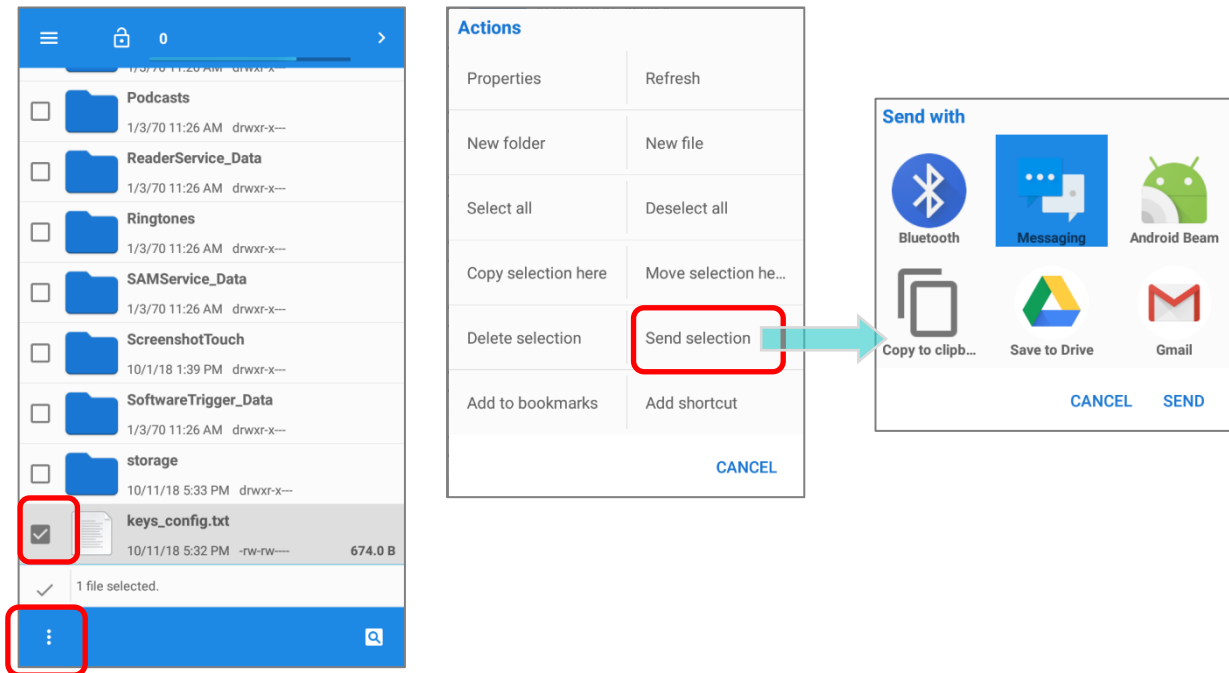 0
1/3/70 11:26 AM drwxr-x---
Podcasts
1/3/70 11:26 AM drwxr-x---
ReaderService_Data
1/3/70 11:26 AM drwxr-x---
Ringtones
1/3/70 11:26 AM drwxr-x---
SAMService_Data
1/3/70 11:26 AM drwxr-x---
ScreenshotTouch
10/1/18 1:39 PM drwxr-x---
SoftwareTrigger_Data
1/3/70 11:26 AM drwxr-x---
storage
10/11/18 5:33 PM drwxr-x---
keys_config.txt
10/11/18 5:32 PM -rw-rw---- 674.0 B
1 file selected.
Actions
Properties Refresh
New folder New file
Select all Deselect all
Copy selection here Move selection he...
Delete selection Send selection
Add to bookmarks Add shortcut
CANCEL
Send with
Bluetooth Messaging Android Beam
Copy to clipb... Save to Drive Gmail
CANCEL SEND